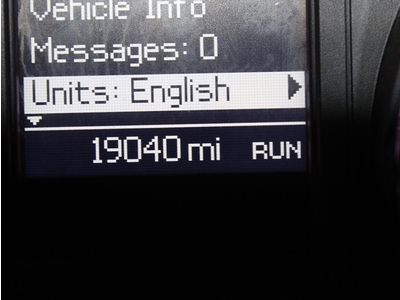 Vehicle Info
Messages: 0
Units: English
19040 mi RUN